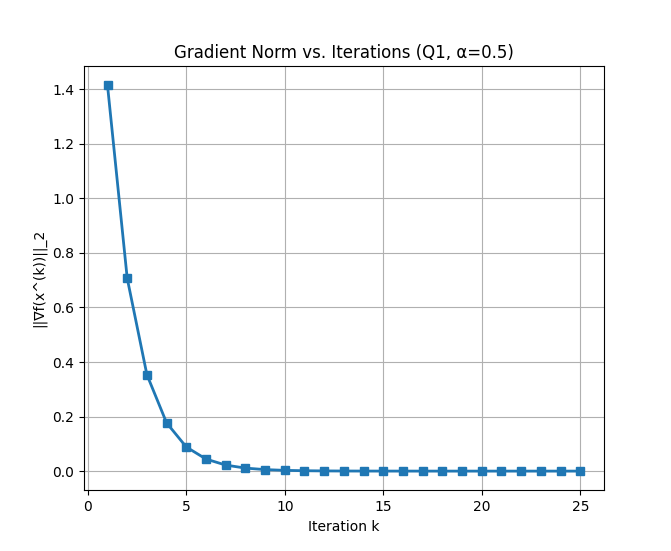 Gradient Norm vs. Iterations (Q1, α=0.5)
||∇f(x^(k))||_2
1.4
1.2
1.0
0.8
0.6
0.4
0.2
0.0
0 5 10 15 20 25
Iteration k